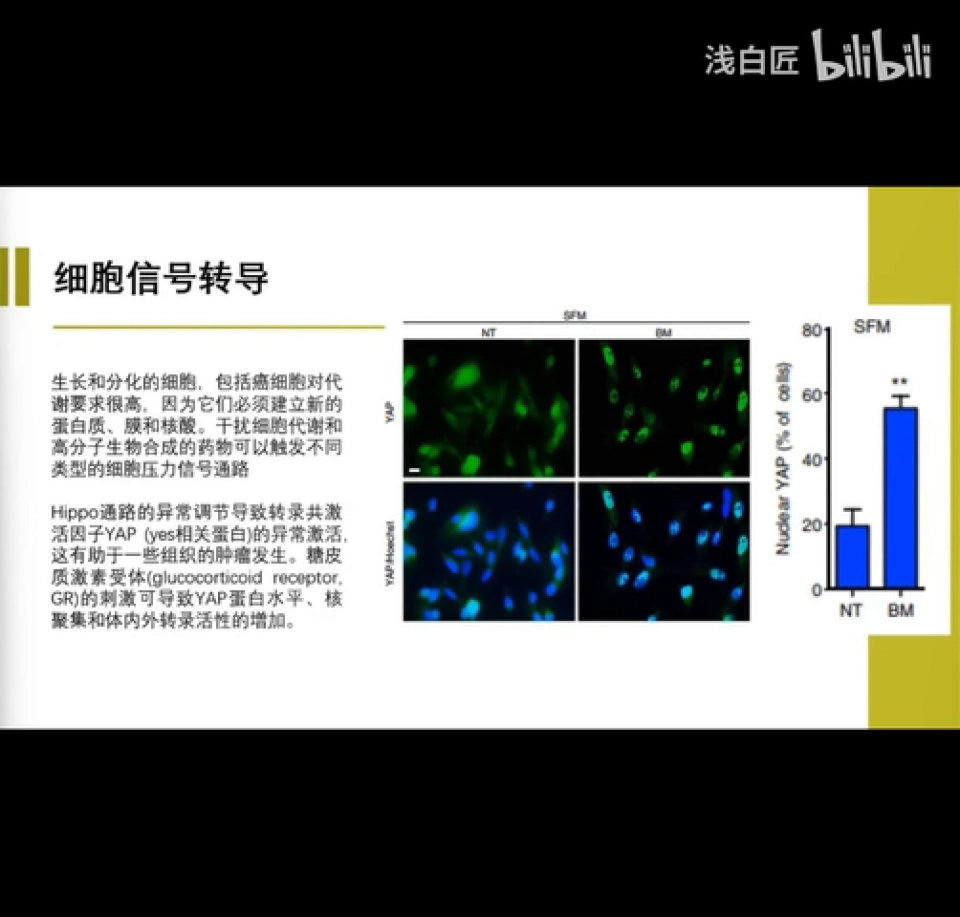 浅白匠 bilibili
细胞信号转导
生长和分化的细胞，包括癌细胞对代
谢要求很高，因为它们必须建立新的
蛋白质、膜和核酸。干扰细胞代谢和
高分子生物合成的药物可以触发不同
类型的细胞压力信号通路
Hippo通路的异常调节导致转录共激
活因子YAP (yes相关蛋白)的异常激活，
这有助于一些组织的肿瘤发生。糖皮
质激素受体(glucocorticoid receptor,
GR)的刺激可导致YAP蛋白水平、核
聚集和体内外转录活性的增加。
SFM
NT BM
YAP
YAP/Hoechst
SFM
Nuclear YAP (% of cells)
80
60
40
20
0
**
NT BM